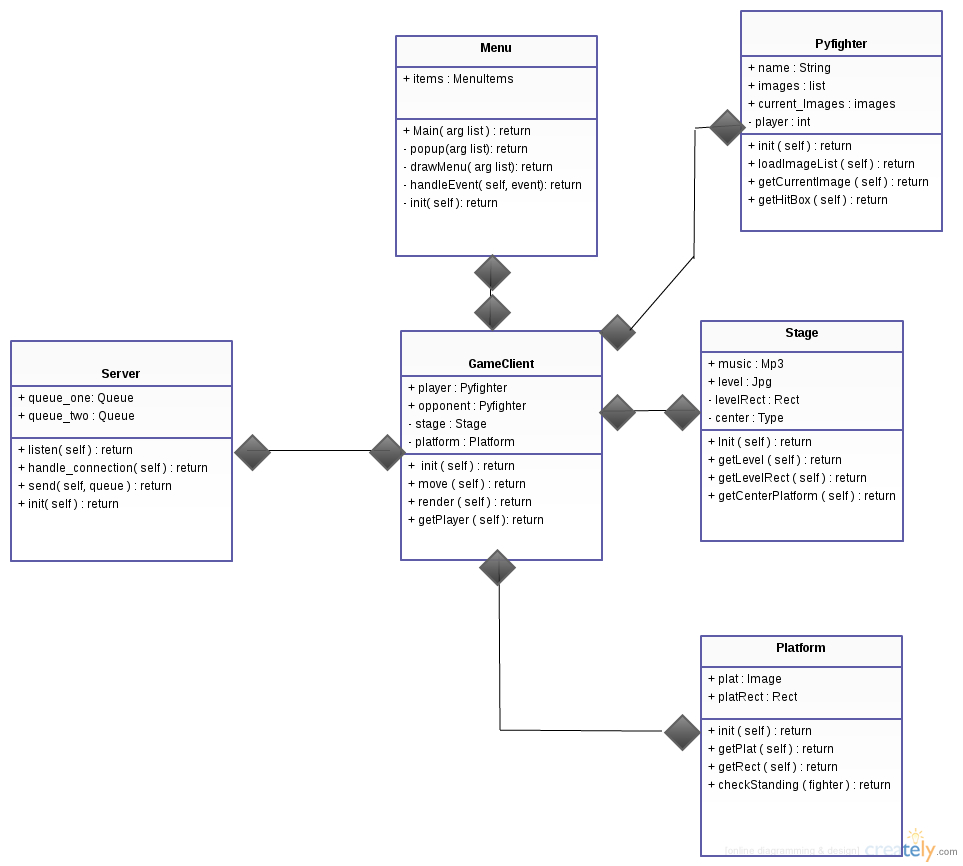 Menu
+ items : MenuItems
+ Main( arg list ) : return
- popup(arg list): return
- drawMenu( arg list): return
- handleEvent( self, event): return
- init( self ): return
Pyfighter
+ name : String
+ images : list
+ current_Images : images
- player : int
+ init ( self ) : return
+ loadImageList ( self ) : return
+ getCurrentImage ( self ) : return
+ getHitBox ( self ) : return
Server
+ queue_one: Queue
+ queue_two : Queue
+ listen( self ) : return
+ handle_connection( self ) : return
+ send( self, queue ) : return
+ init( self ) : return
GameClient
+ player : Pyfighter
+ opponent : Pyfighter
- stage : Stage
- platform : Platform
+ init ( self ) : return
+ move ( self ) : return
+ render ( self ) : return
+ getPlayer ( self ): return
Stage
+ music : Mp3
+ level : Jpg
- levelRect : Rect
- center : Type
+ Init ( self ) : return
+ getLevel ( self ) : return
+ getLevelRect ( self ) : return
+ getCenterPlatform ( self ) : return
Platform
+ plat : Image
+ platRect : Rect
+ init ( self ) : return
+ getPlat ( self ) : return
+ getRect ( self ) : return
+ checkStanding ( fighter ) : return
[online diagramming & design] creately.com